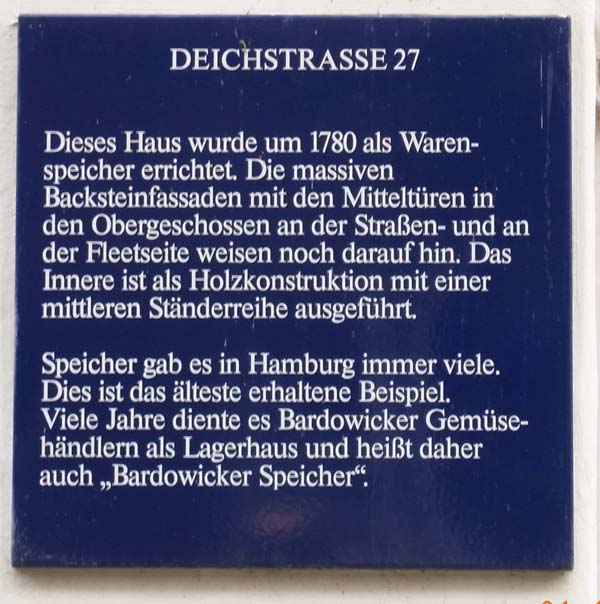 DEICHSTRASSE 27
Dieses Haus wurde um 1780 als Waren-
speicher errichtet. Die massiven
Backsteinfassaden mit den Mitteltüren in
den Obergeschossen an der Straßen- und an
der Fleetseite weisen noch darauf hin. Das
Innere ist als Holzkonstruktion mit einer
mittleren Ständerreihe ausgeführt.
Speicher gab es in Hamburg immer viele.
Dies ist das älteste erhaltene Beispiel.
Viele Jahre diente es Bardowicker Gemüse-
händlern als Lagerhaus und heißt daher
auch „Bardowicker Speicher“.